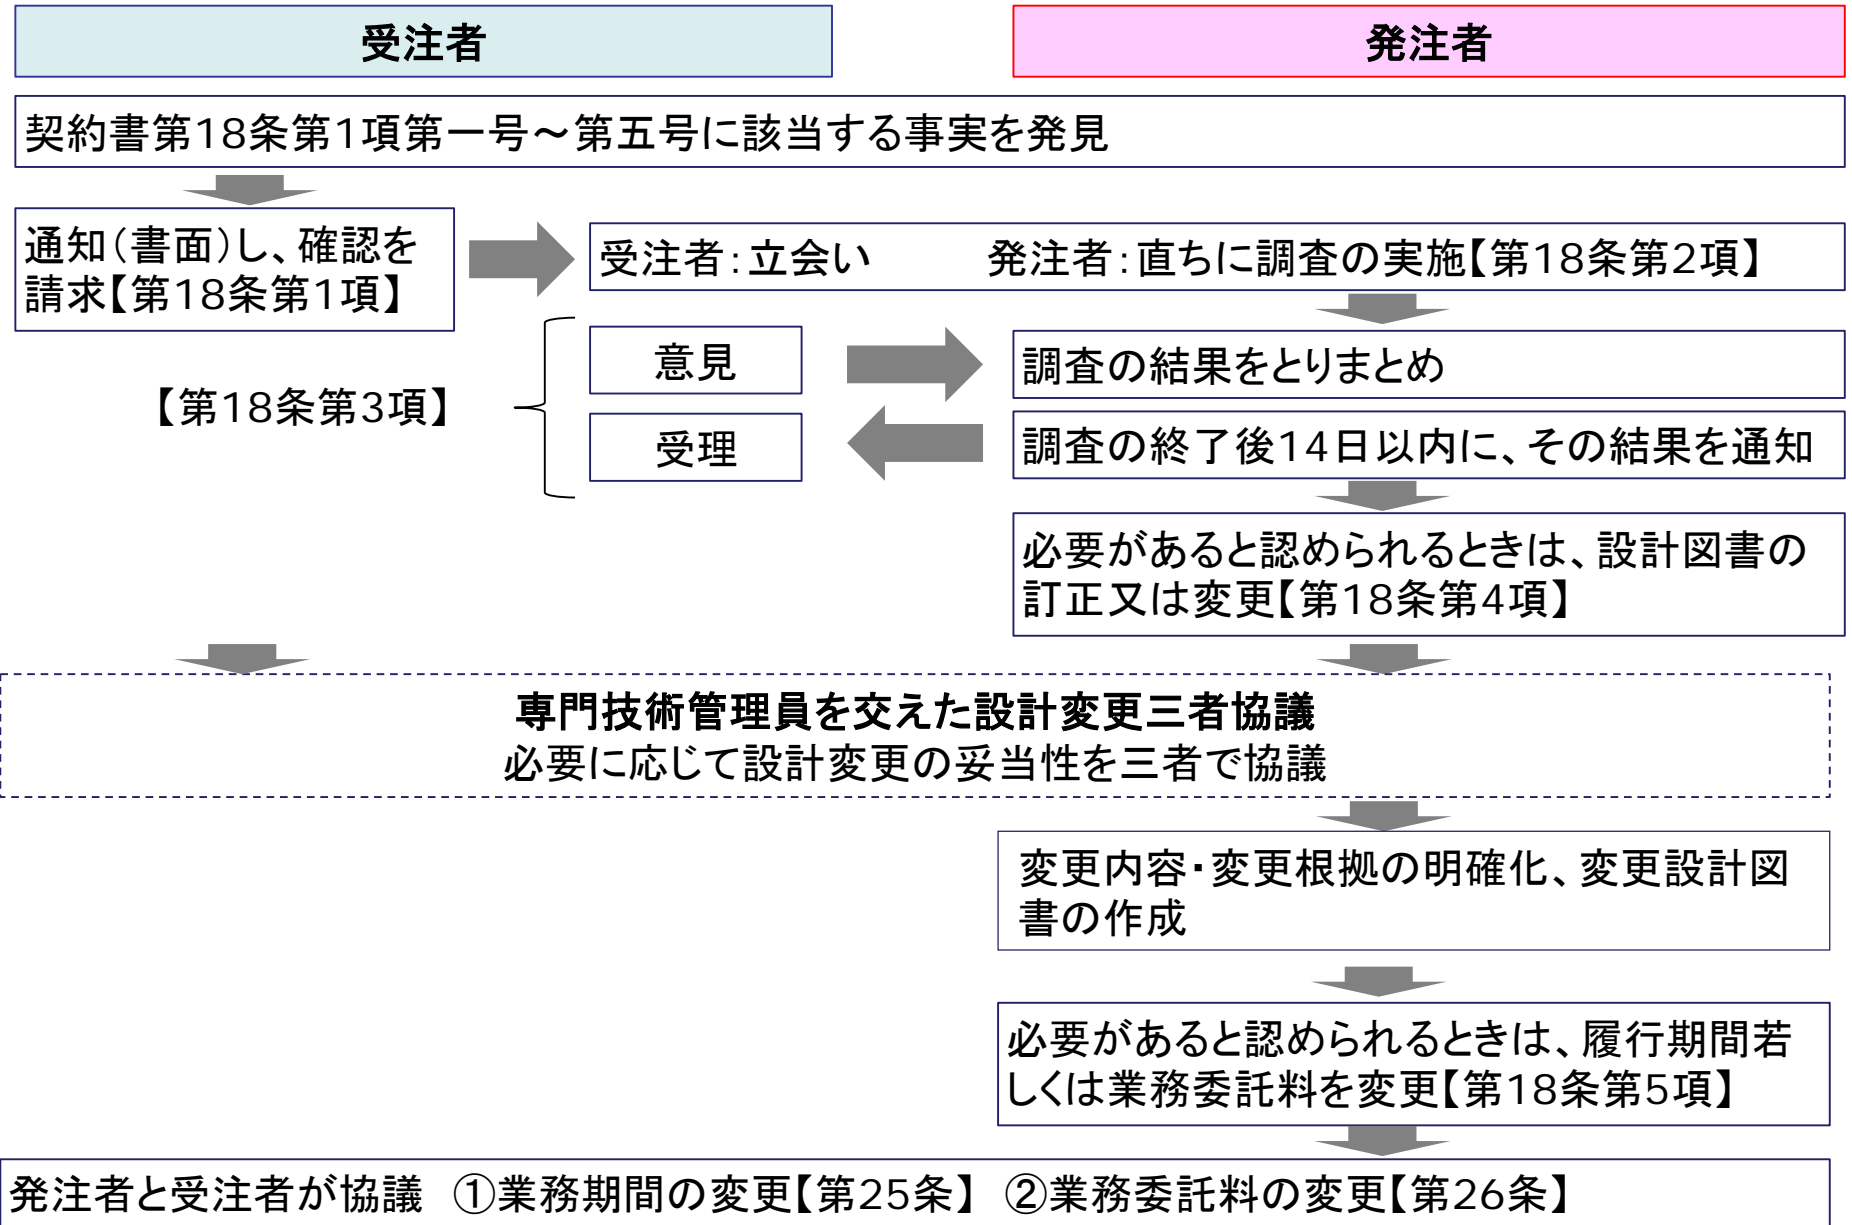 受注者
発注者
契約書第18条第1項第一号～第五号に該当する事実を発見
通知（書面）し、確認を
請求【第18条第1項】
受注者：立会い　　発注者：直ちに調査の実施【第18条第2項】
意見
調査の結果をとりまとめ
【第18条第3項】
受理
調査の終了後14日以内に、その結果を通知
必要があると認められるときは、設計図書の
訂正又は変更【第18条第4項】
専門技術管理員を交えた設計変更三者協議
必要に応じて設計変更の妥当性を三者で協議
変更内容・変更根拠の明確化、変更設計図
書の作成
必要があると認められるときは、履行期間若
しくは業務委託料を変更【第18条第5項】
発注者と受注者が協議　①業務期間の変更【第25条】　②業務委託料の変更【第26条】